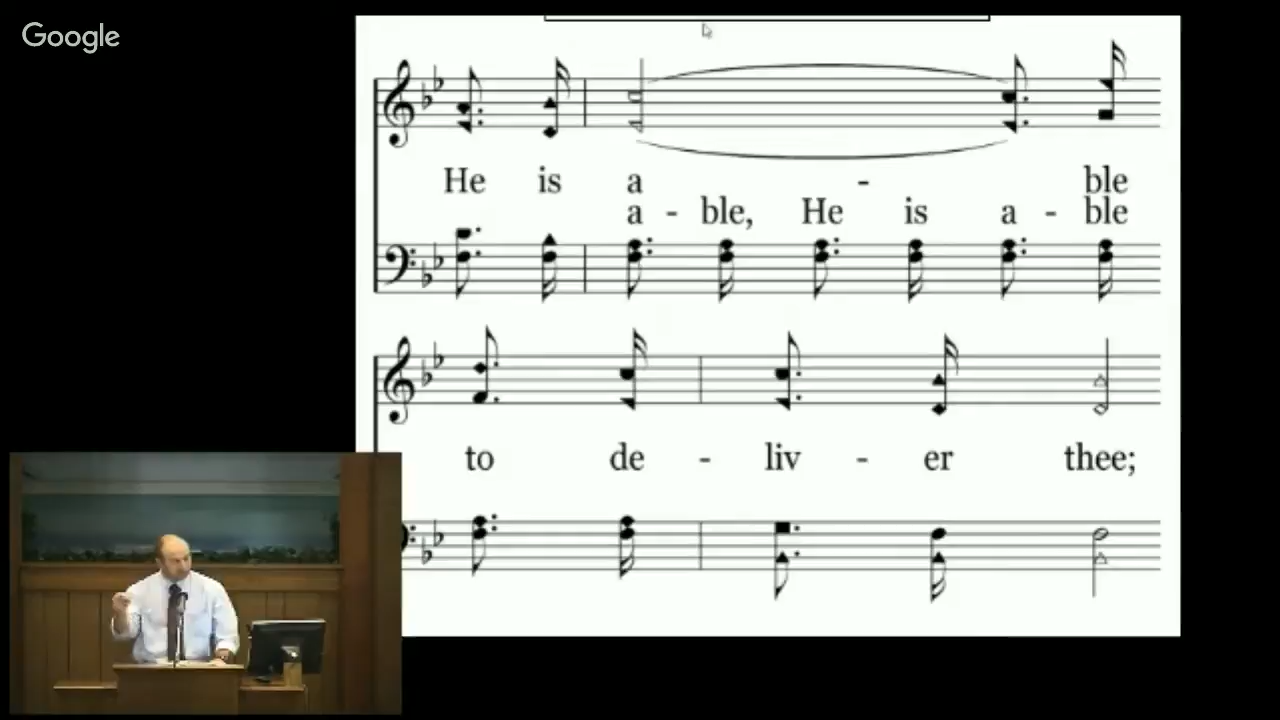 Google
He is a - ble
a - ble, He is a - ble
to de - liv - er thee;